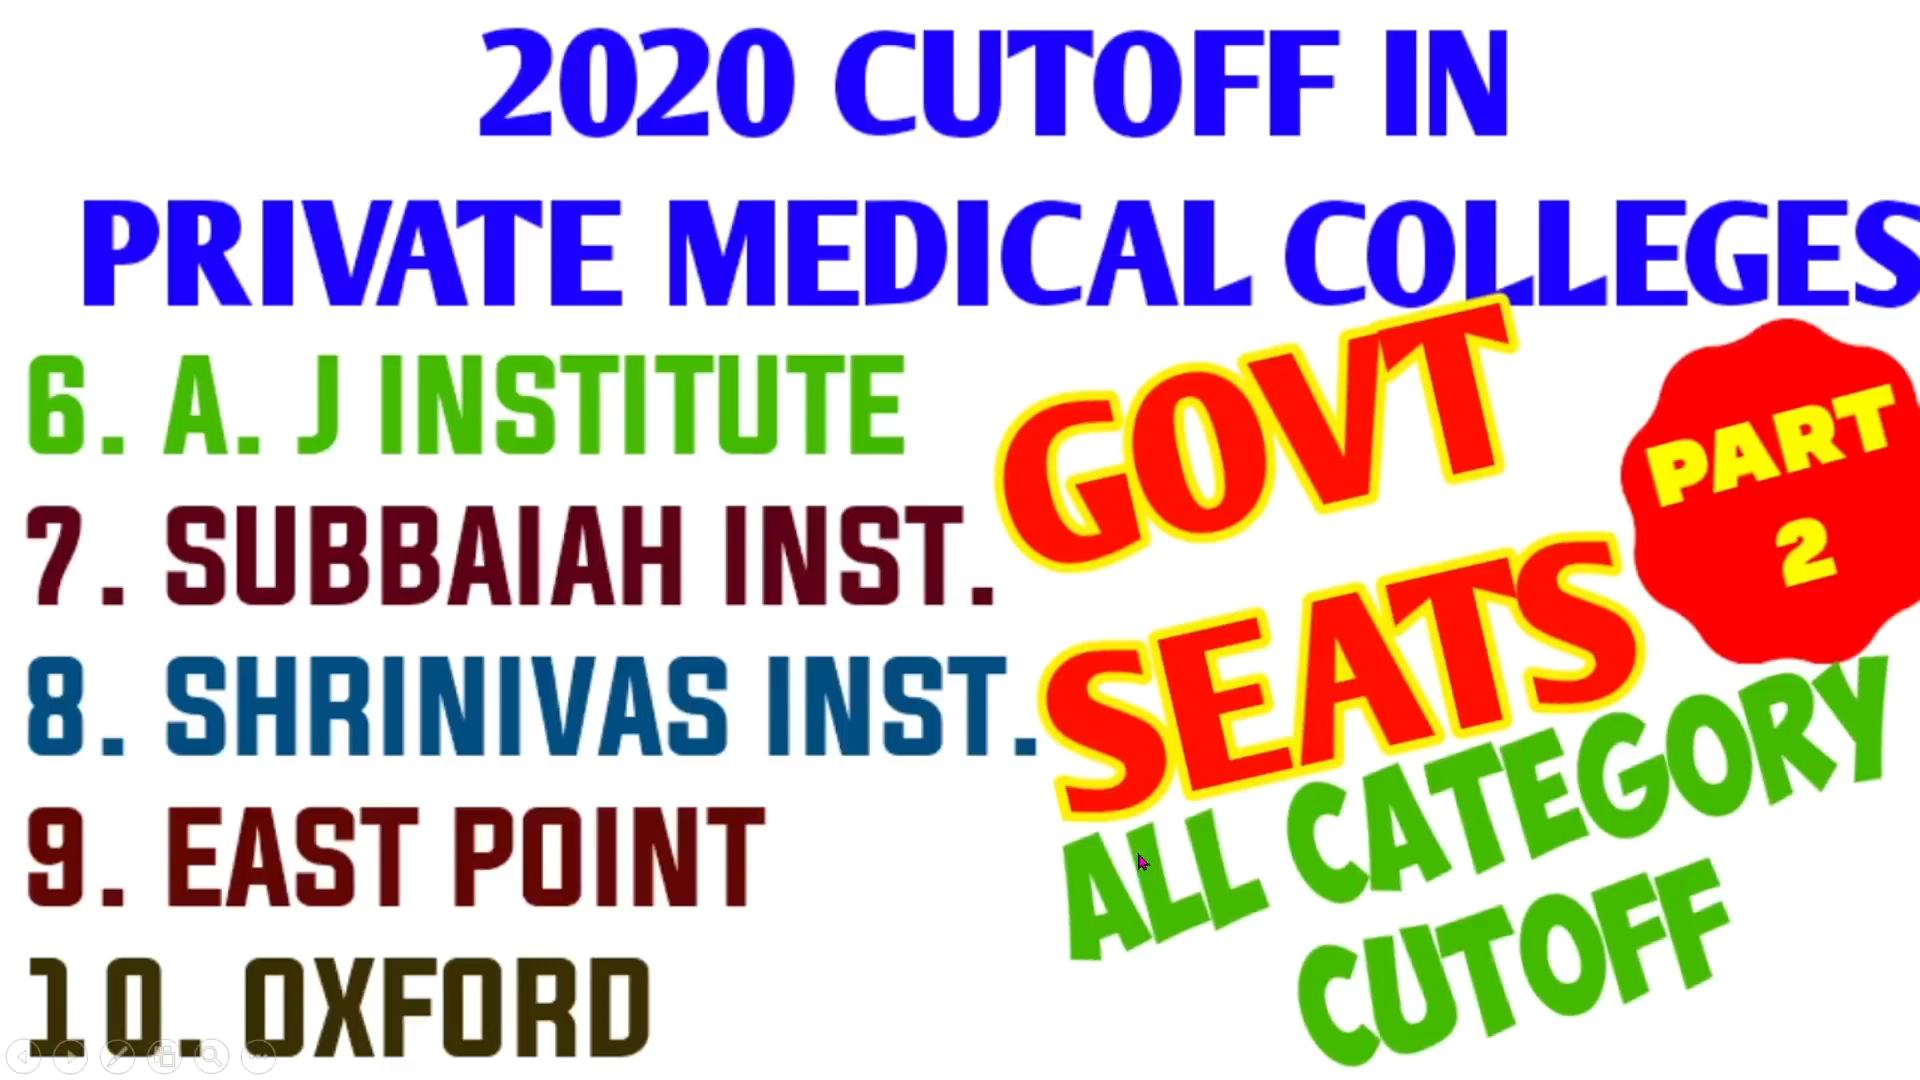 2020 CUTOFF IN
PRIVATE MEDICAL COLLEGES
6. A. J INSTITUTE
7. SUBBAIAH INST.
8. SHRINIVAS INST.
9. EAST POINT
10. OXFORD
GOVT
SEATS
PART
2
ALL CATEGORY
CUTOFF